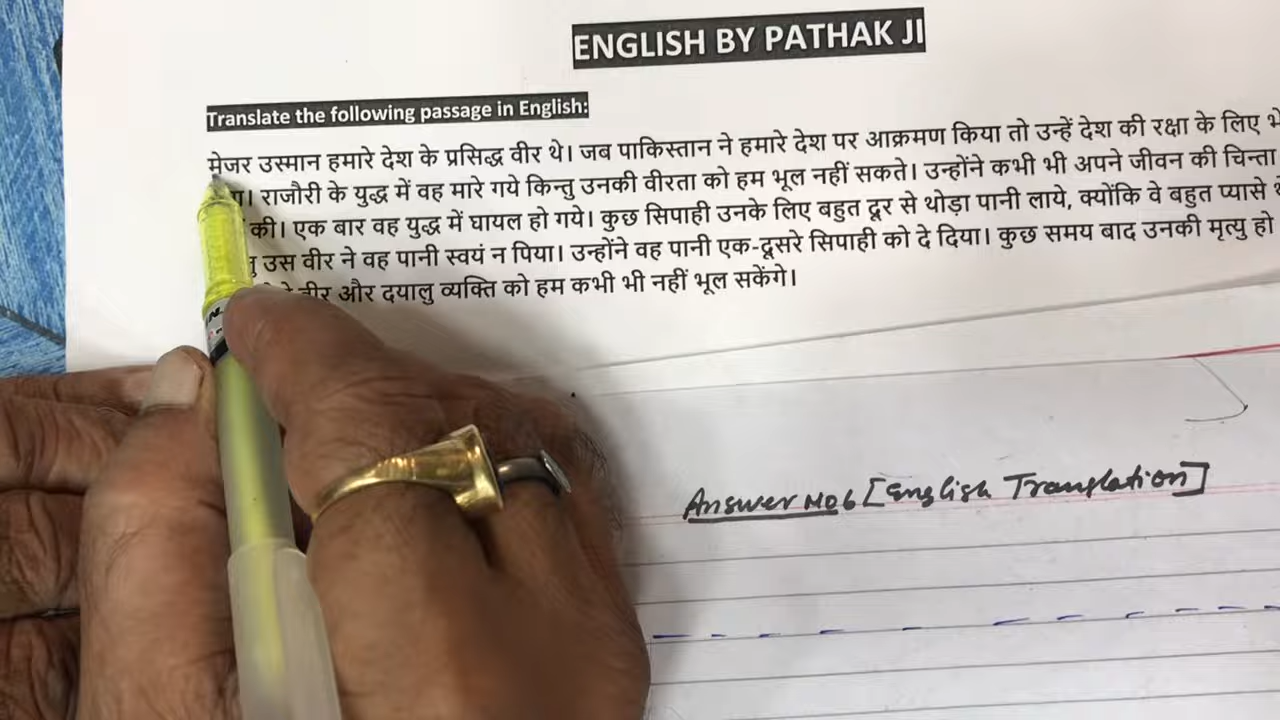 ENGLISH BY PATHAK JI
Translate the following passage in English:
मेजर उस्मान हमारे देश के प्रसिद्ध वीर थे। जब पाकिस्तान ने हमारे देश पर आक्रमण किया तो उन्हें देश की रक्षा के लिए
राजौरी के युद्ध में वह मारे गये किन्तु उनकी वीरता को हम भूल नहीं सकते। उन्होंने कभी भी अपने जीवन की चिन्ता
की। एक बार वह युद्ध में घायल हो गये। कुछ सिपाही उनके लिए बहुत दूर से थोड़ा पानी लाये, क्योंकि वे बहुत प्यासे
उस वीर ने वह पानी स्वयं न पिया। उन्होंने वह पानी एक-दूसरे सिपाही को दे दिया। कुछ समय बाद उनकी मृत्यु हो
वीर और दयालु व्यक्ति को हम कभी भी नहीं भूल सकेंगे।
Answer No 6 [English Translation]